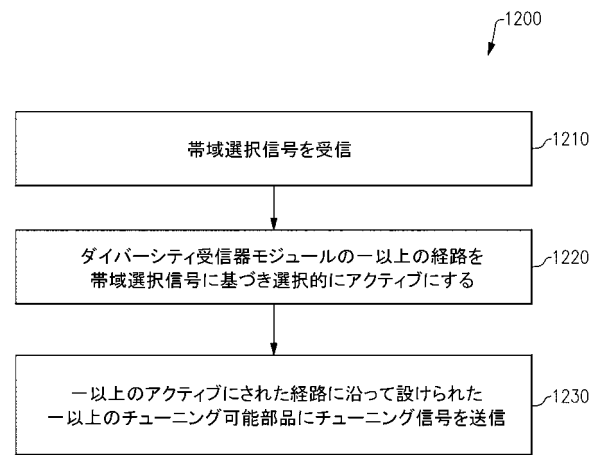 1200
帯域選択信号を受信
1210
ダイバーシティ受信器モジュールの一以上の経路を
帯域選択信号に基づき選択的にアクティブにする
1220
一以上のアクティブにされた経路に沿って設けられた
一以上のチューニング可能部品にチューニング信号を送信
1230